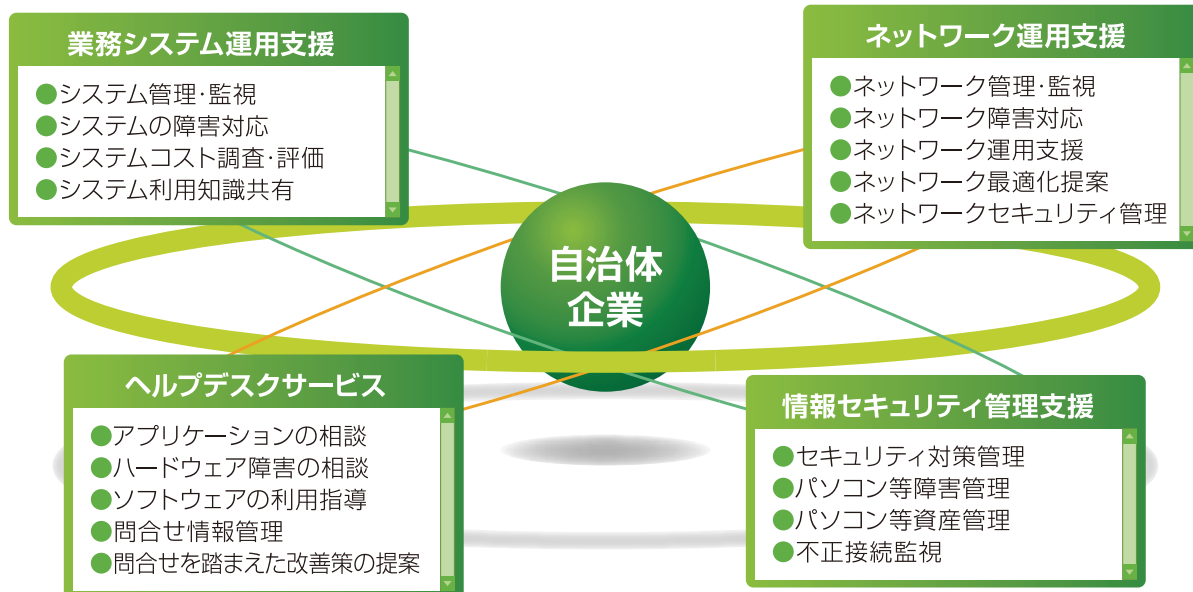 業務システム運用支援
●システム管理・監視
●システムの障害対応
●システムコスト調査・評価
●システム利用知識共有
ネットワーク運用支援
●ネットワーク管理・監視
●ネットワーク障害対応
●ネットワーク運用支援
●ネットワーク最適化提案
●ネットワークセキュリティ管理
自治体
企業
ヘルプデスクサービス
●アプリケーションの相談
●ハードウェア障害の相談
●ソフトウェアの利用指導
●問合せ情報管理
●問合せを踏まえた改善策の提案
情報セキュリティ管理支援
●セキュリティ対策管理
●パソコン等障害管理
●パソコン等資産管理
●不正接続監視